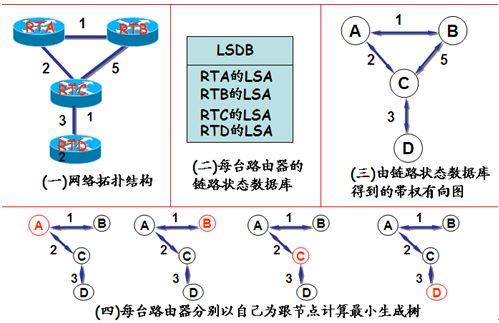 RTA
1
RTB
2
5
RTC
3
1
RTD
2
(一)网络拓扑结构
LSDB
RTA的LSA
RTB的LSA
RTC的LSA
RTD的LSA
(二)每台路由器的
链路状态数据库
A
1
B
2
5
C
3
D
(三)由链路状态数据库
得到的带权有向图
A
1
B
2
C
3
D
A
1
B
2
C
3
D
A
1
B
2
C
3
D
A
1
B
2
C
3
D
(四)每台路由器分别以自己为跟节点计算最小生成树